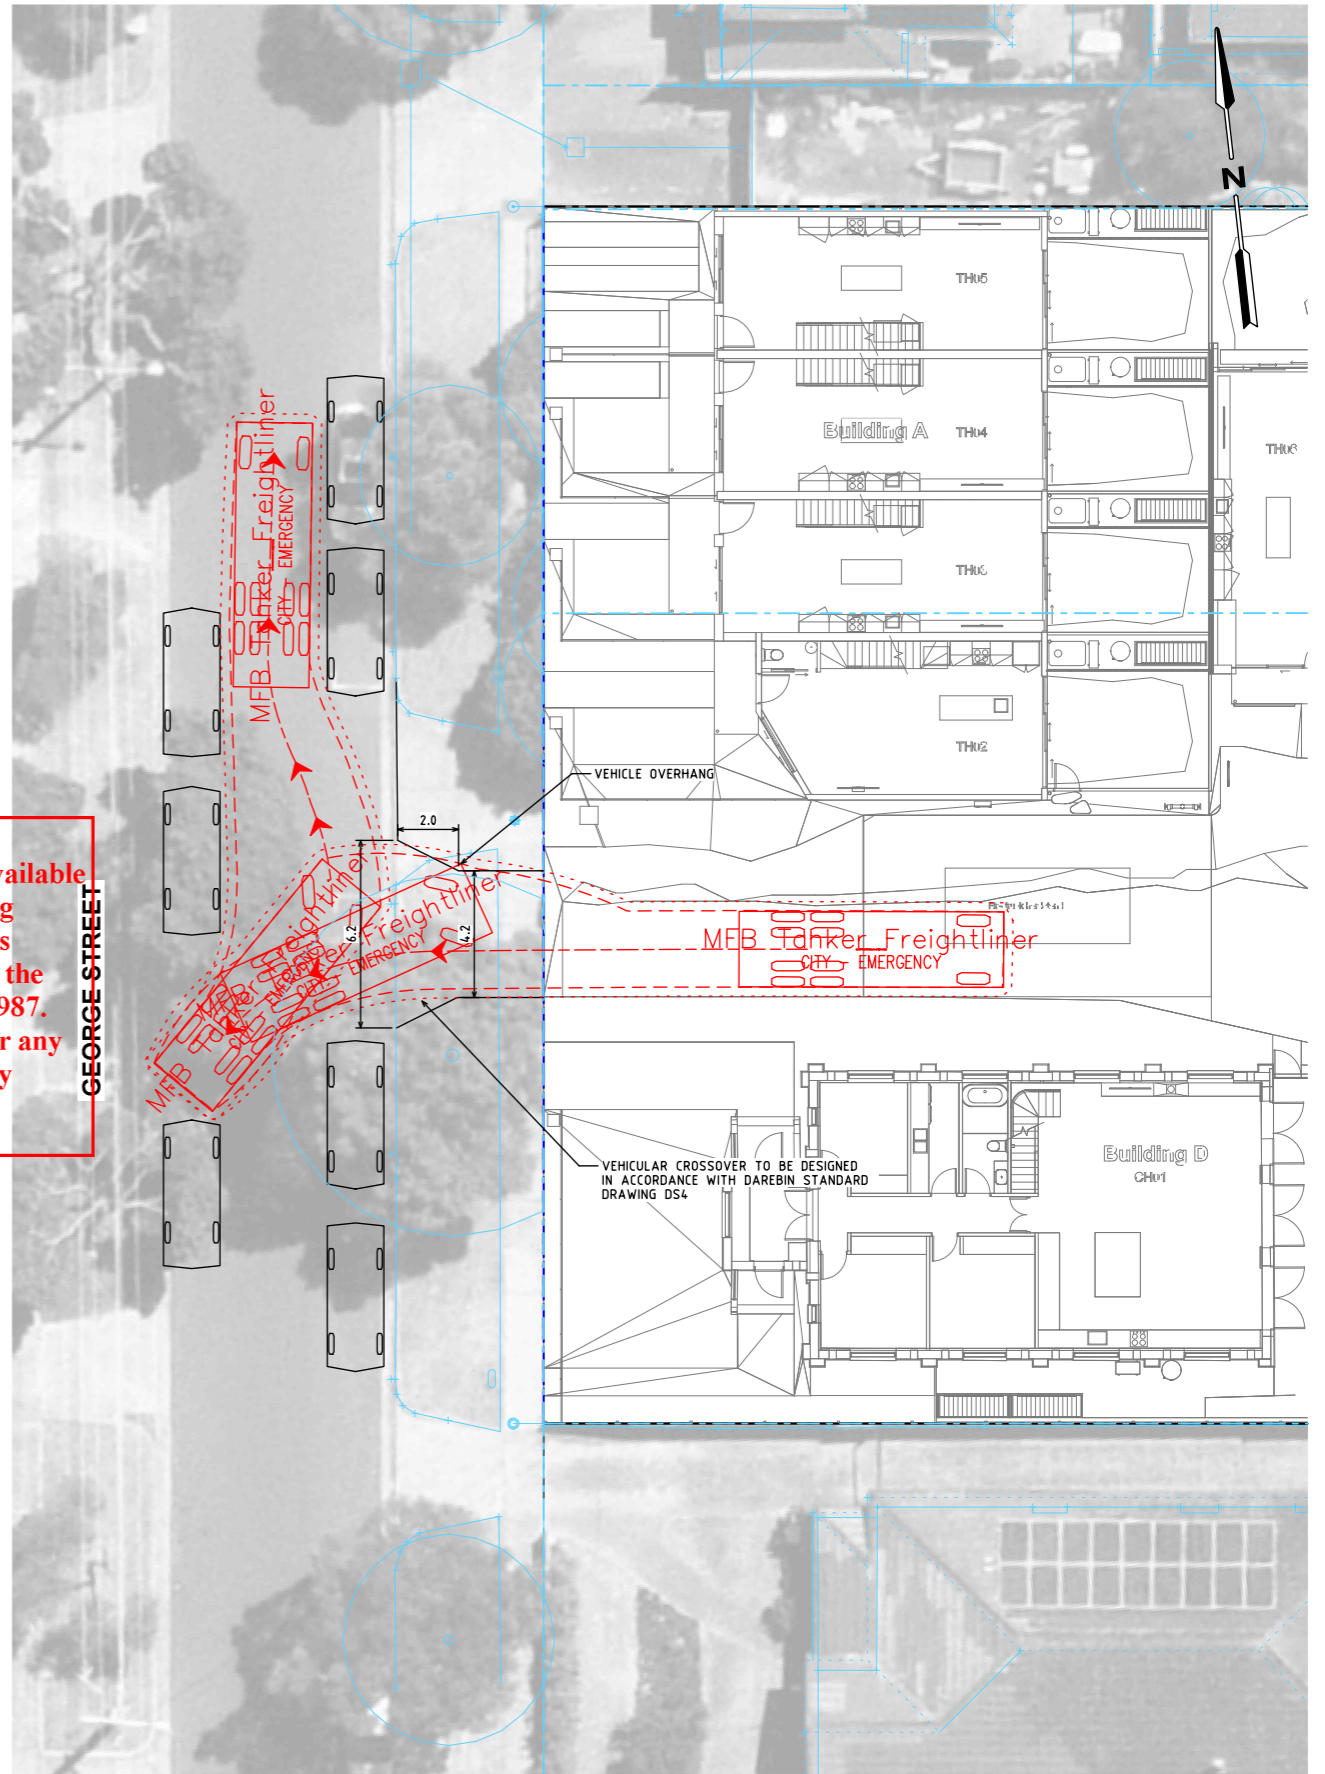 N
TH05
Building A
TH04
TH03
TH02
MFB Tanker Freightliner
CITY - EMERGENCY
VEHICLE OVERHANG
2.0
6.2
4.2
GEORGE STREET
MFB Tanker Freightliner
CITY - EMERGENCY
MFB Tanker Freightliner
CITY - EMERGENCY
MFB Tanker Freightliner
CITY - EMERGENCY
vailable
g
s
the
987.
r any
y
VEHICULAR CROSSOVER TO BE DESIGNED
IN ACCORDANCE WITH DAREBIN STANDARD
DRAWING DS4
Building D